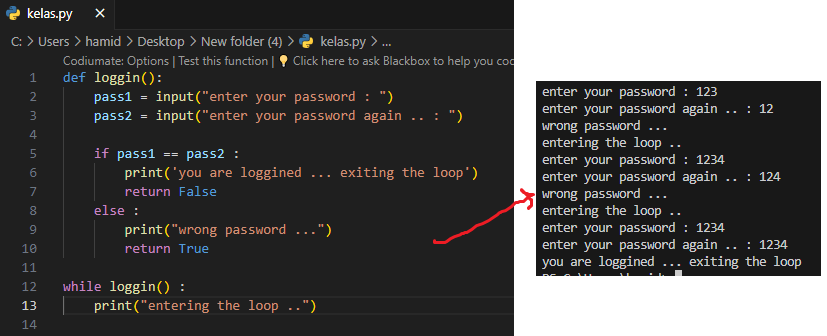 kelas.py
C: > Users > hamid > Desktop > New folder (4) > kelas.py > ...
Codiumate: Options | Test this function | Click here to ask Blackbox to help you coc
1 def loggin():
2 pass1 = input("enter your password : ")
3 pass2 = input("enter your password again .. : ")
4
5 if pass1 == pass2 :
6 print('you are loggined ... exiting the loop')
7 return False
8 else :
9 print("wrong password ...")
10 return True
11
12 while loggin() :
13 print("entering the loop ..")
14
enter your password : 123
enter your password again .. : 12
wrong password ...
entering the loop ..
enter your password : 1234
enter your password again .. : 124
wrong password ...
entering the loop ..
enter your password : 1234
enter your password again .. : 1234
you are loggined ... exiting the loop